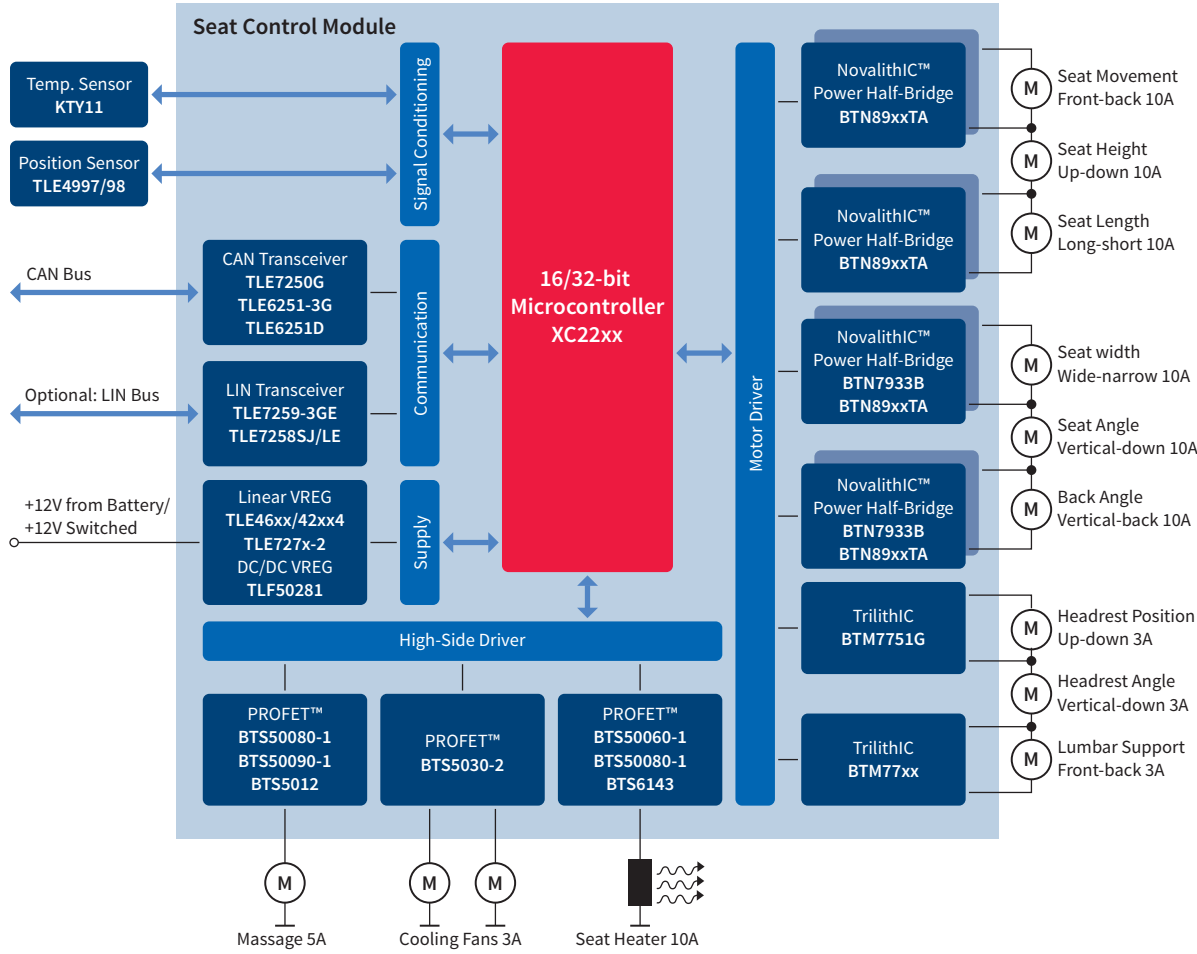 Seat Control Module
Temp. Sensor
KTY11
Position Sensor
TLE4997/98
Signal Conditioning
CAN Bus
CAN Transceiver
TLE7250G
TLE6251-3G
TLE6251D
Optional: LIN Bus
LIN Transceiver
TLE7259-3GE
TLE7258SJ/LE
Communication
+12V from Battery/
+12V Switched
Linear VREG
TLE46xx/42xx4
TLE727x-2
DC/DC VREG
TLF50281
Supply
16/32-bit
Microcontroller
XC22xx
Motor Driver
NovalithIC™
Power Half-Bridge
BTN89xxTA
NovalithIC™
Power Half-Bridge
BTN89xxTA
NovalithIC™
Power Half-Bridge
BTN7933B
BTN89xxTA
NovalithIC™
Power Half-Bridge
BTN7933B
BTN89xxTA
TrilithIC
BTM7751G
TrilithIC
BTM77xx
M
Seat Movement
Front-back 10A
M
Seat Height
Up-down 10A
M
Seat Length
Long-short 10A
M
Seat width
Wide-narrow 10A
M
Seat Angle
Vertical-down 10A
M
Back Angle
Vertical-back 10A
M
Headrest Position
Up-down 3A
M
Headrest Angle
Vertical-down 3A
M
Lumbar Support
Front-back 3A
High-Side Driver
PROFET™
BTS50080-1
BTS50090-1
BTS5012
PROFET™
BTS5030-2
PROFET™
BTS50060-1
BTS50080-1
BTS6143
M
Massage 5A
M
M
Cooling Fans 3A
Seat Heater 10A